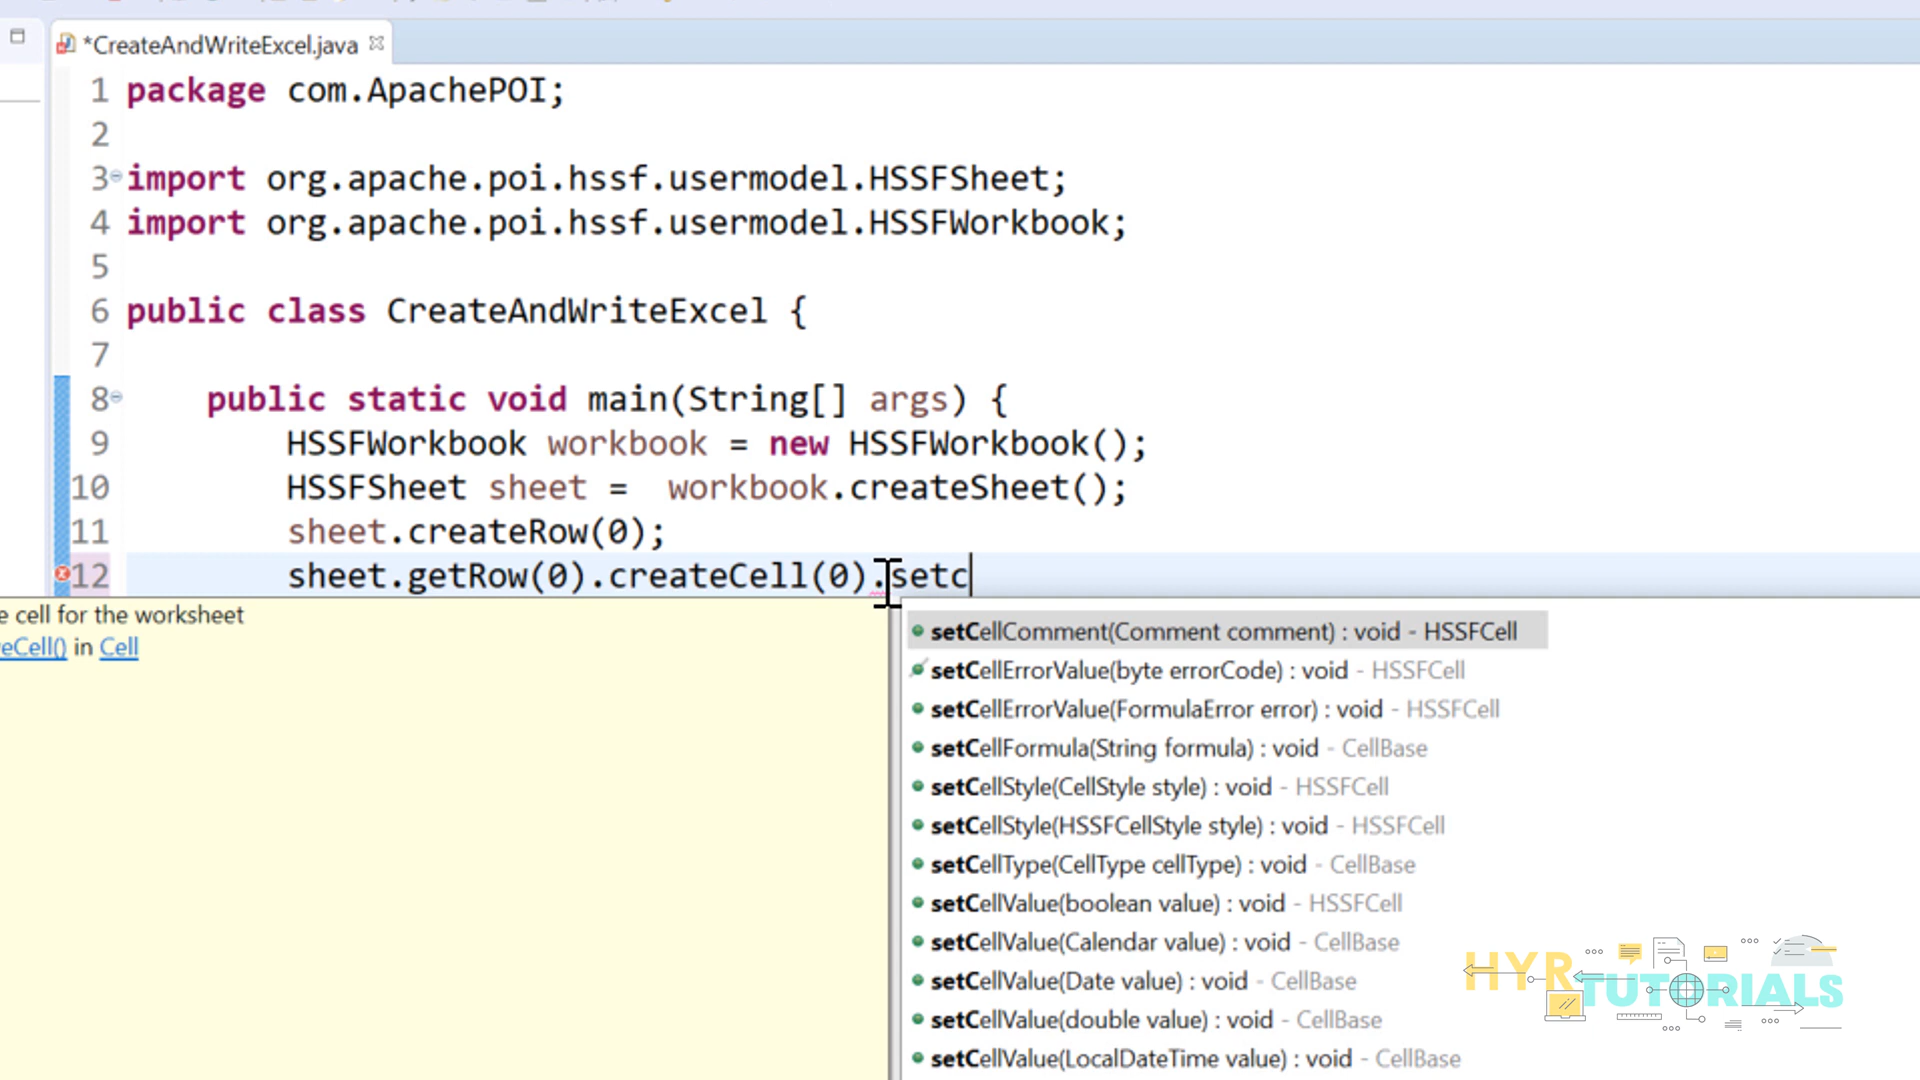 *CreateAndWriteExcel.java
1 package com.ApachePOI;
2
3 import org.apache.poi.hssf.usermodel.HSSFSheet;
4 import org.apache.poi.hssf.usermodel.HSSFWorkbook;
5
6 public class CreateAndWriteExcel {
7
8 public static void main(String[] args) {
9 HSSFWorkbook workbook = new HSSFWorkbook();
10 HSSFSheet sheet =  workbook.createSheet();
11 sheet.createRow(0);
12 sheet.getRow(0).createCell(0).setc
e cell for the worksheet
eCell() in Cell
setCellComment(Comment comment) : void - HSSFCell
setCellErrorValue(byte errorCode) : void - HSSFCell
setCellErrorValue(FormulaError error) : void - HSSFCell
setCellFormula(String formula) : void - CellBase
setCellStyle(CellStyle style) : void - HSSFCell
setCellStyle(HSSFCellStyle style) : void - HSSFCell
setCellType(CellType cellType) : void - CellBase
setCellValue(boolean value) : void - HSSFCell
setCellValue(Calendar value) : void - CellBase
setCellValue(Date value) : void - CellBase
setCellValue(double value) : void - CellBase
setCellValue(LocalDateTime value) : void - CellBase
HYR
TUTORIALS